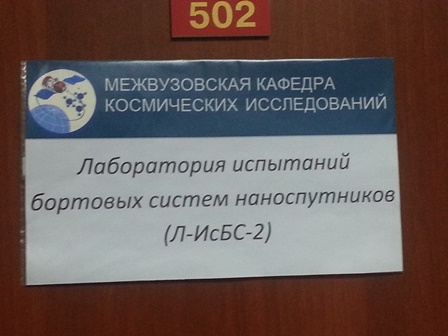 502
МЕЖВУЗОВСКАЯ КАФЕДРА
КОСМИЧЕСКИХ ИССЛЕДОВАНИЙ
Лаборатория испытаний
бортовых систем наноспутников
(Л-ИсБС-2)